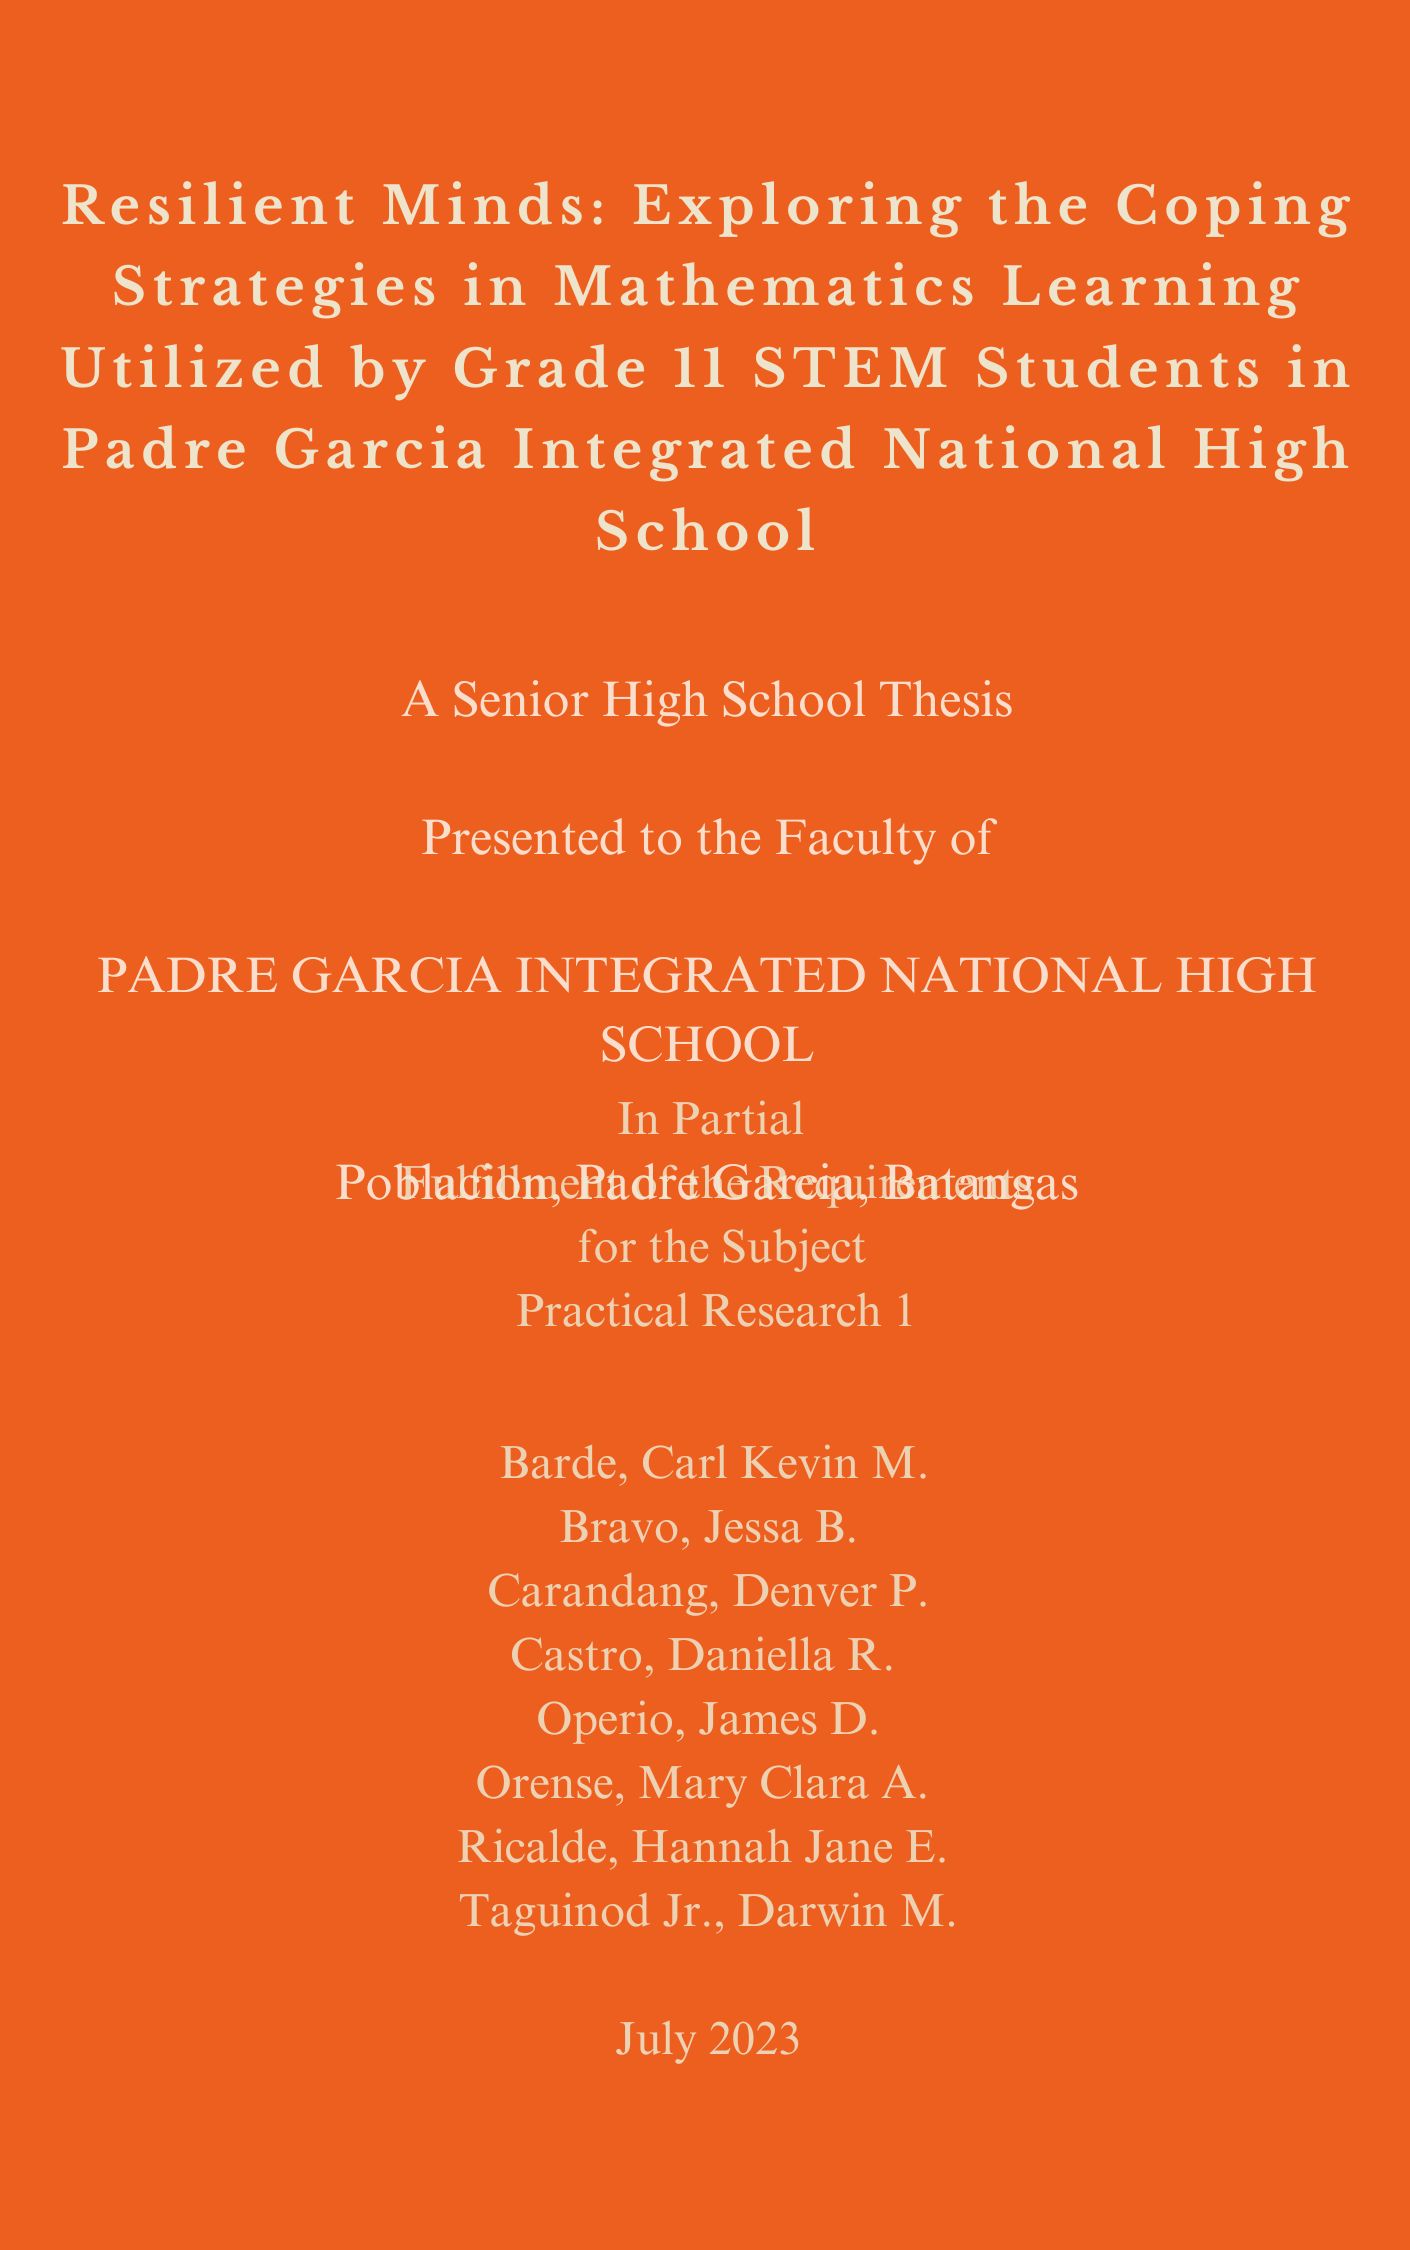 Resilient Minds: Exploring the Coping
Strategies in Mathematics Learning
Utilized by Grade 11 STEM Students in
Padre Garcia Integrated National High
School
A Senior High School Thesis
Presented to the Faculty of
PADRE GARCIA INTEGRATED NATIONAL HIGH
SCHOOL
In Partial
Poblacion, Padre Garcia, Batangas
Fulfillment of the Requirements
for the Subject
Practical Research 1
Barde, Carl Kevin M.
Bravo, Jessa B.
Carandang, Denver P.
Castro, Daniella R.
Operio, James D.
Orense, Mary Clara A.
Ricalde, Hannah Jane E.
Taguinod Jr., Darwin M.
July 2023